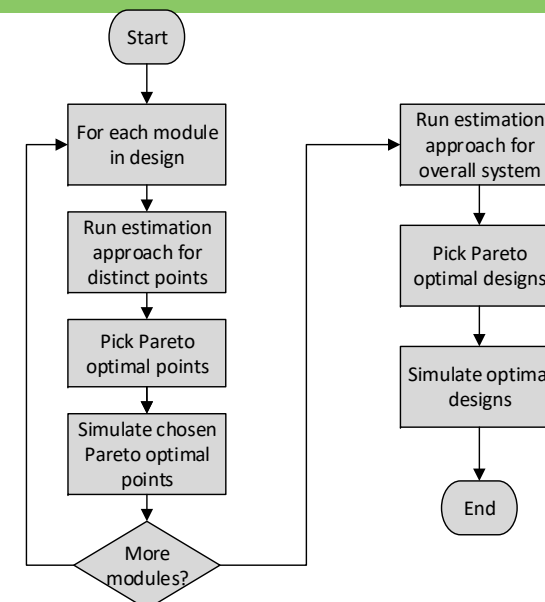 Start
For each module
in design
Run estimation
approach for
distinct points
Pick Pareto
optimal points
Simulate chosen
Pareto optimal
points
More
modules?
Run estimation
approach for
overall system
Pick Pareto
optimal designs
Simulate optima
designs
End